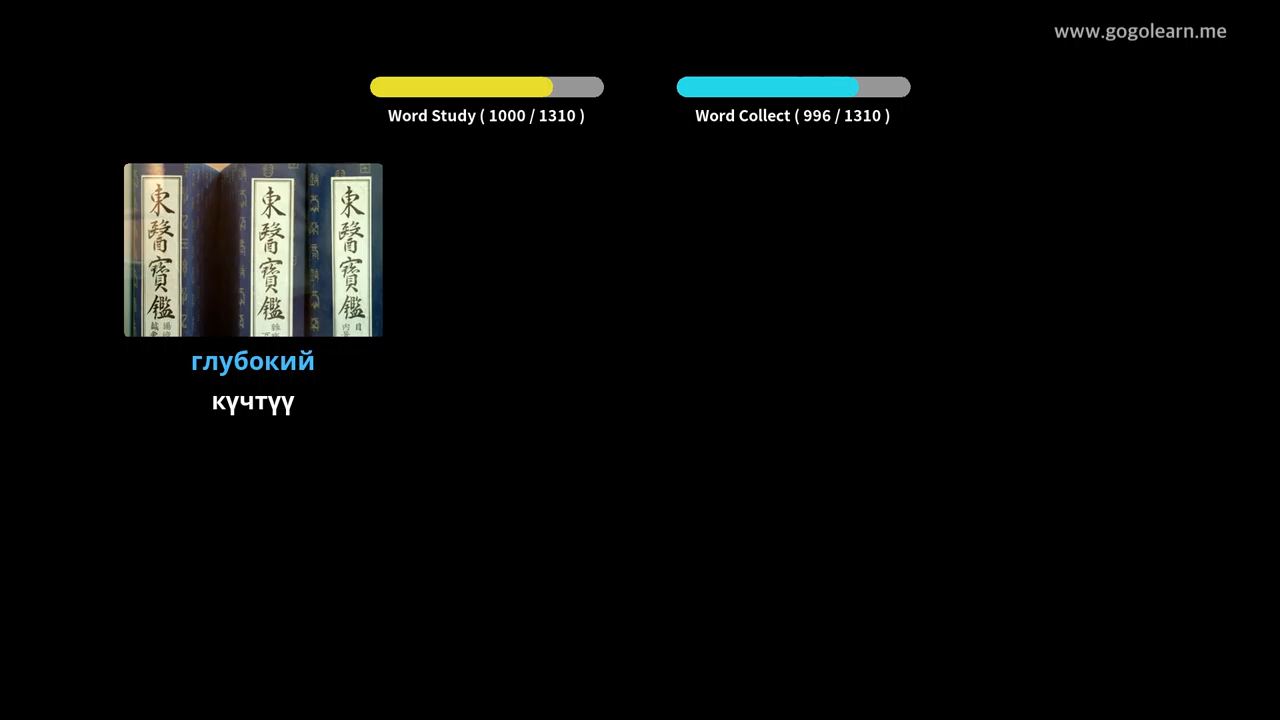 www.gogolearn.me
Word Study ( 1000 / 1310 )
Word Collect ( 996 / 1310 )
東醫寶鑑
東醫寶鑑
東醫寶鑑
глубокий
күчтүү